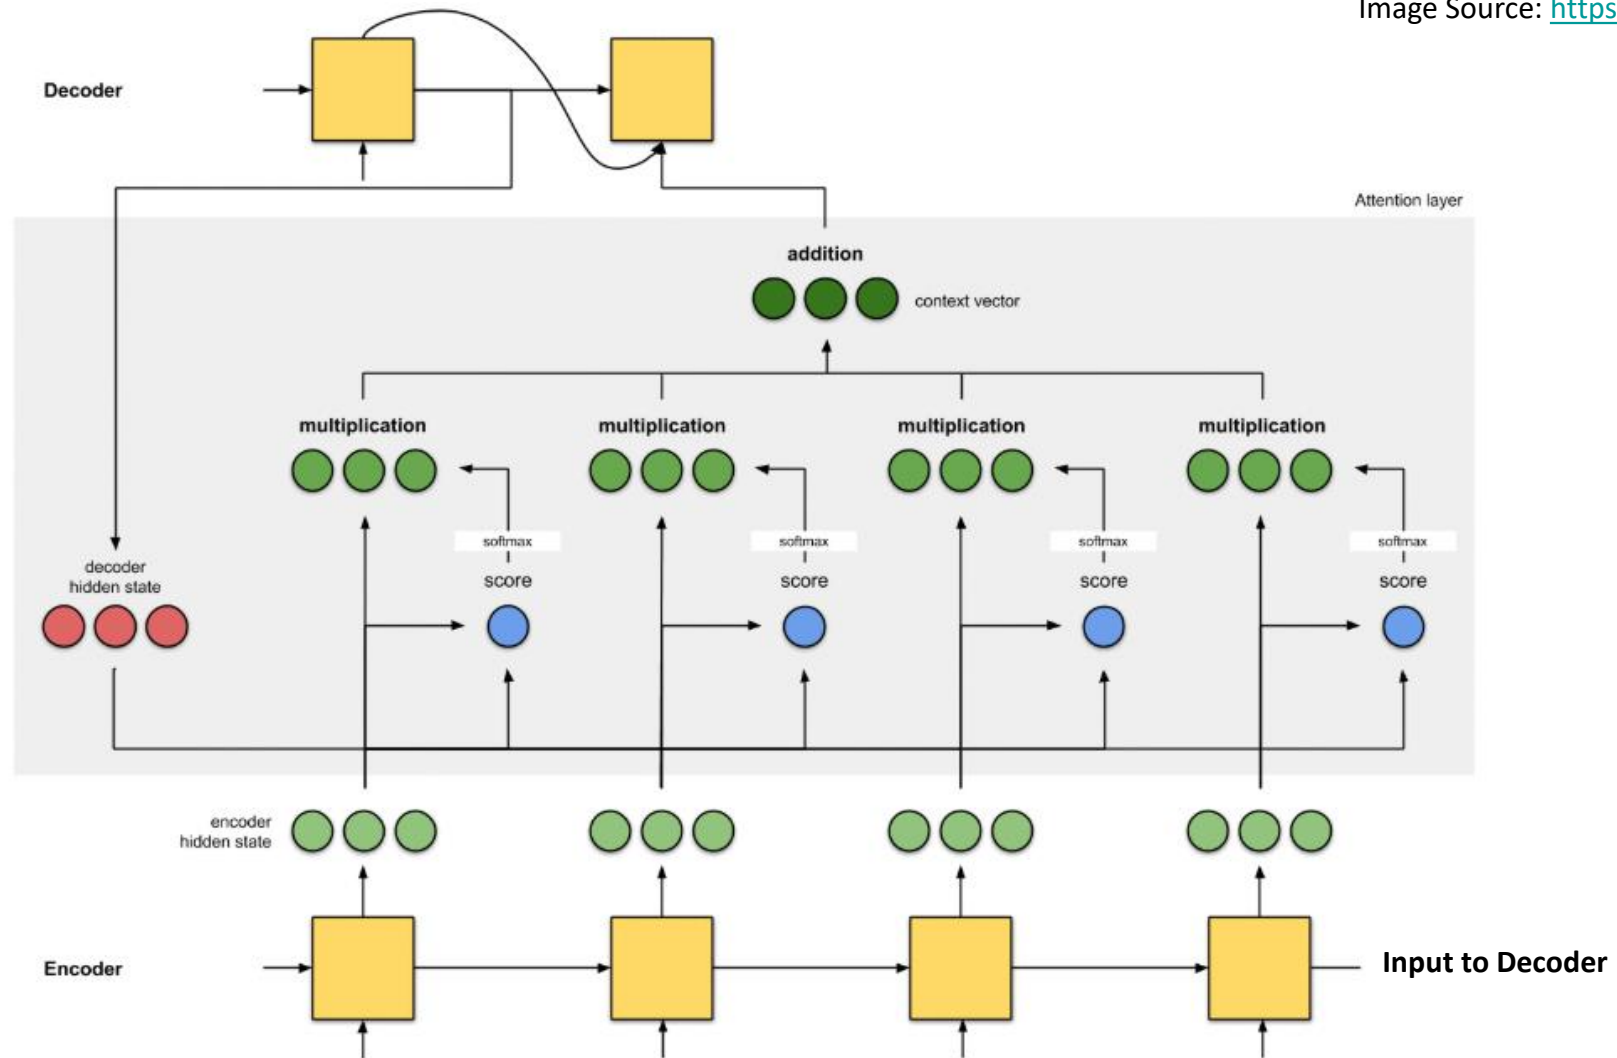 Image Source: https
Decoder
Attention layer
addition
context vector
multiplication multiplication multiplication multiplication
softmax softmax softmax softmax
decoder
hidden state
score score score score
encoder
hidden state
Encoder
Input to Decoder